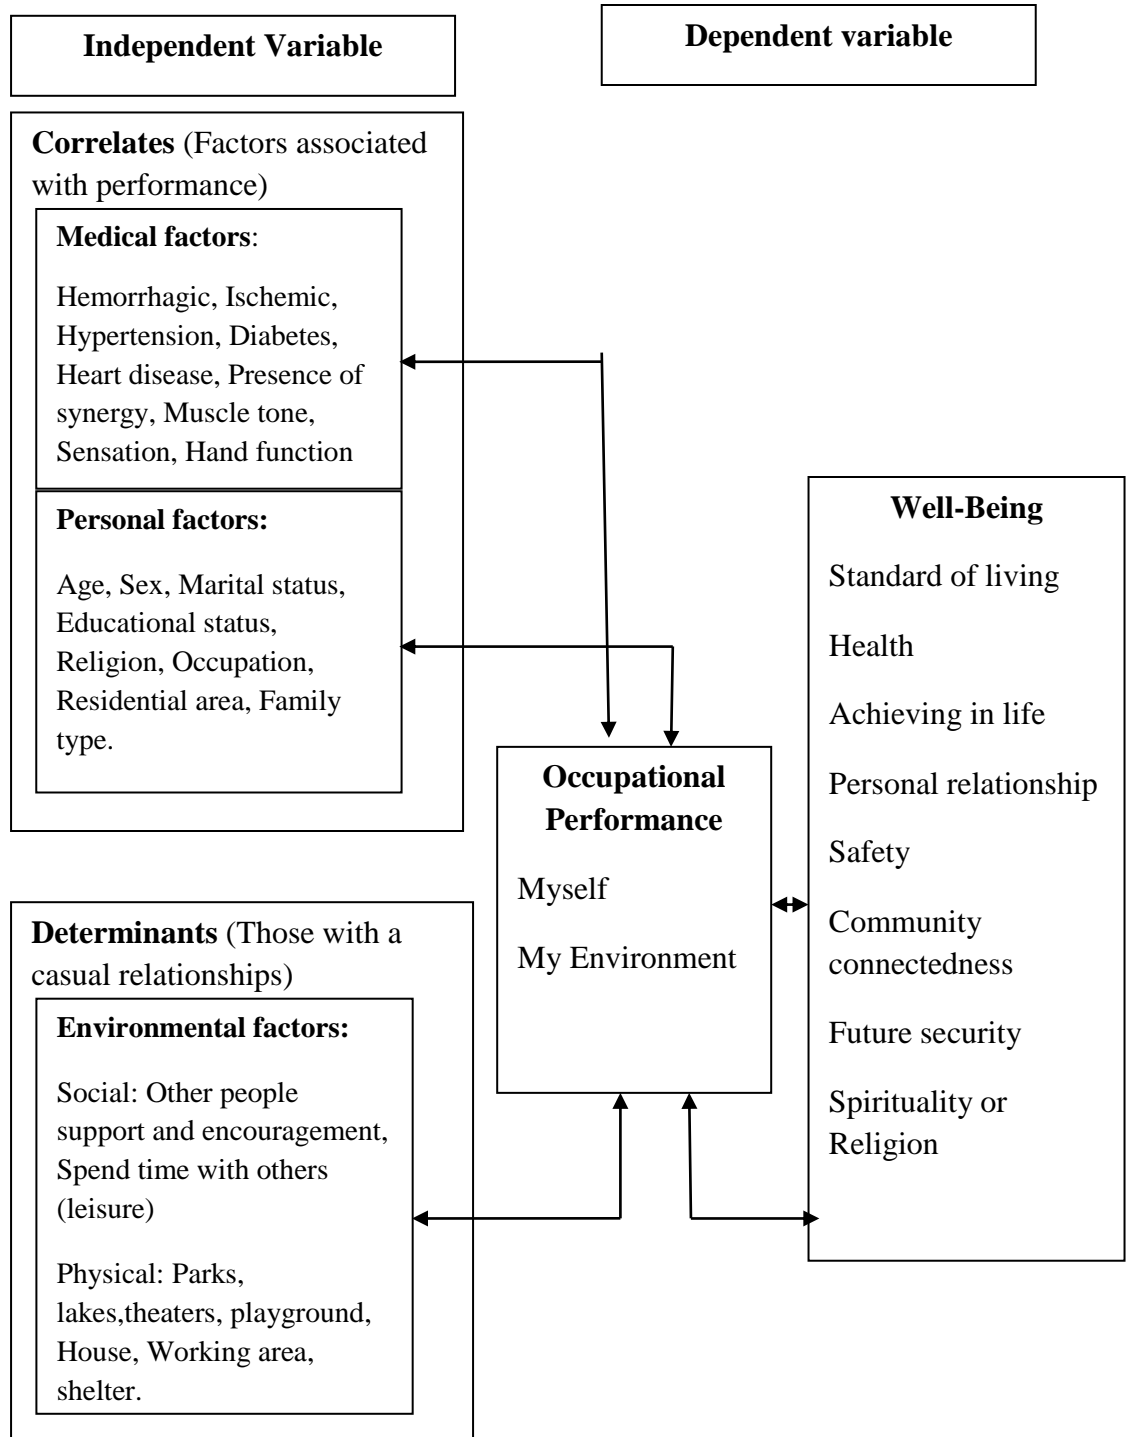 Independent Variable
Dependent variable
Correlates (Factors associated
with performance)
Medical factors:
Hemorrhagic, Ischemic,
Hypertension, Diabetes,
Heart disease, Presence of
synergy, Muscle tone,
Sensation, Hand function
Personal factors:
Age, Sex, Marital status,
Educational status,
Religion, Occupation,
Residential area, Family
type.
Determinants (Those with a
casual relationships)
Environmental factors:
Social: Other people
support and encouragement,
Spend time with others
(leisure)
Physical: Parks,
lakes,theaters, playground,
House, Working area,
shelter.
Occupational
Performance
Myself
My Environment
Well-Being
Standard of living
Health
Achieving in life
Personal relationship
Safety
Community
connectedness
Future security
Spirituality or
Religion